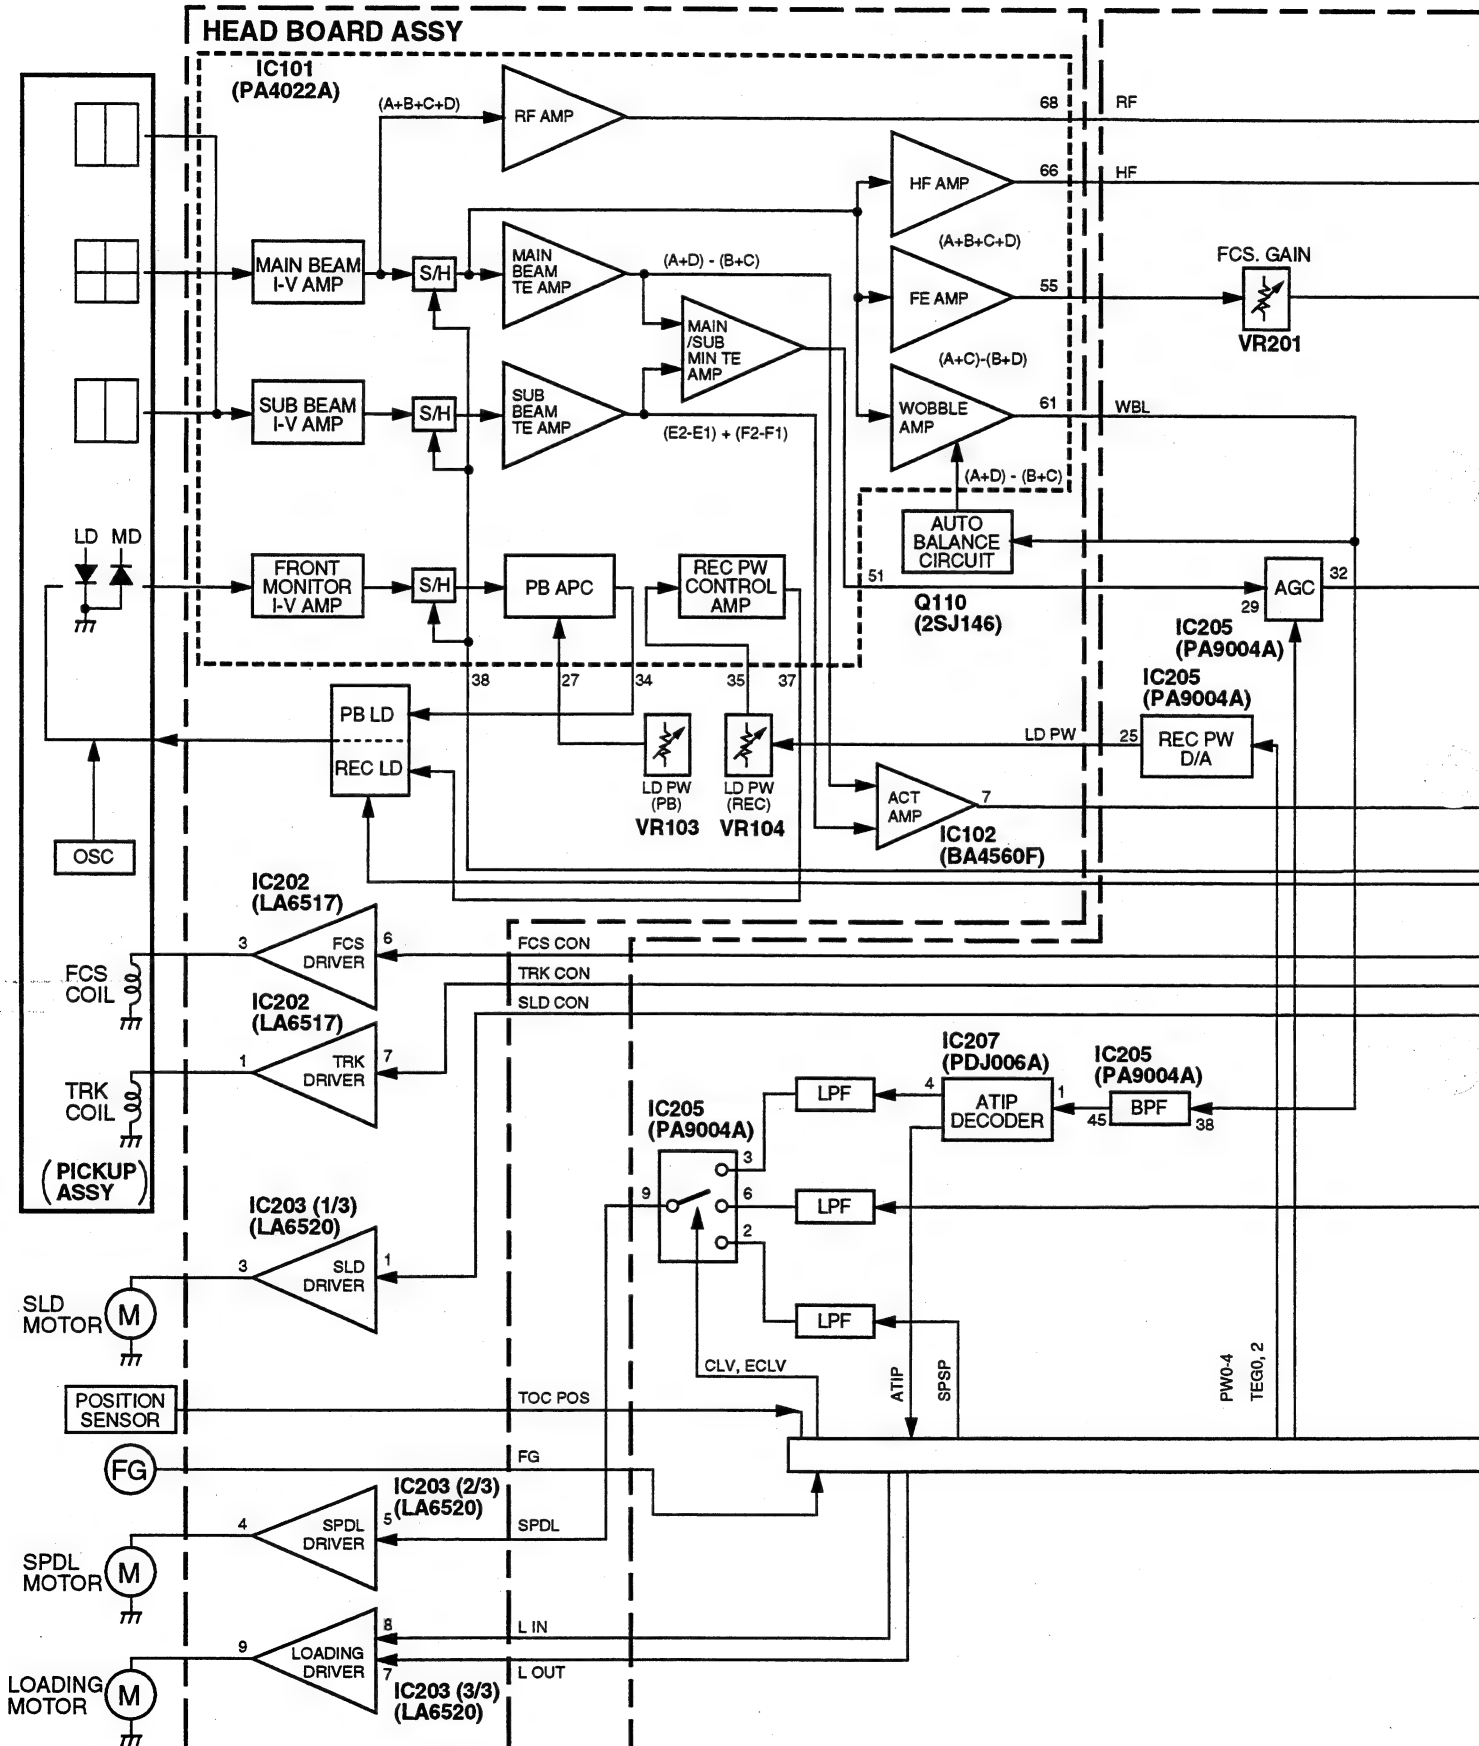 HEAD BOARD ASSY
IC101
(PA4022A)
(A+B+C+D)
RF AMP
68
RF
HF AMP
66
HF
(A+B+C+D)
MAIN BEAM
I-V AMP
S/H
MAIN
BEAM
TE AMP
(A+D) - (B+C)
FE AMP
55
FCS. GAIN
VR201
(A+C)-(B+D)
MAIN
/SUB
MIN TE
AMP
SUB BEAM
I-V AMP
S/H
SUB
BEAM
TE AMP
(E2-E1) + (F2-F1)
WOBBLE
AMP
61
WBL
(A+D) - (B+C)
AUTO
BALANCE
CIRCUIT
LD MD
FRONT
MONITOR
I-V AMP
S/H
PB APC
REC PW
CONTROL
AMP
51
Q110
(2SJ146)
29
AGC
32
IC205
(PA9004A)
38
27
34
35
37
IC205
(PA9004A)
PB LD
REC LD
LD PW
(PB)
VR103
LD PW
(REC)
VR104
LD PW
25
REC PW
D/A
ACT
AMP
7
IC102
(BA4560F)
OSC
IC202
(LA6517)
3
FCS
DRIVER
6
FCS CON
FCS
COIL
TRK CON
IC202
(LA6517)
SLD CON
1
TRK
DRIVER
7
TRK
COIL
(PICKUP
ASSY)
IC207
(PDJ006A)
IC205
(PA9004A)
LPF
4
ATIP
DECODER
1
45
BPF
38
IC205
(PA9004A)
3
9
6
2
LPF
LPF
IC203 (1/3)
(LA6520)
3
SLD
DRIVER
1
SLD
MOTOR
M
CLV, ECLV
ATIP
SPSP
PW0-4
TEG0, 2
POSITION
SENSOR
TOC POS
FG
FG
IC203 (2/3)
(LA6520)
4
SPDL
DRIVER
5
SPDL
SPDL
MOTOR
M
9
LOADING
DRIVER
8
7
L IN
L OUT
LOADING
MOTOR
M
IC203 (3/3)
(LA6520)